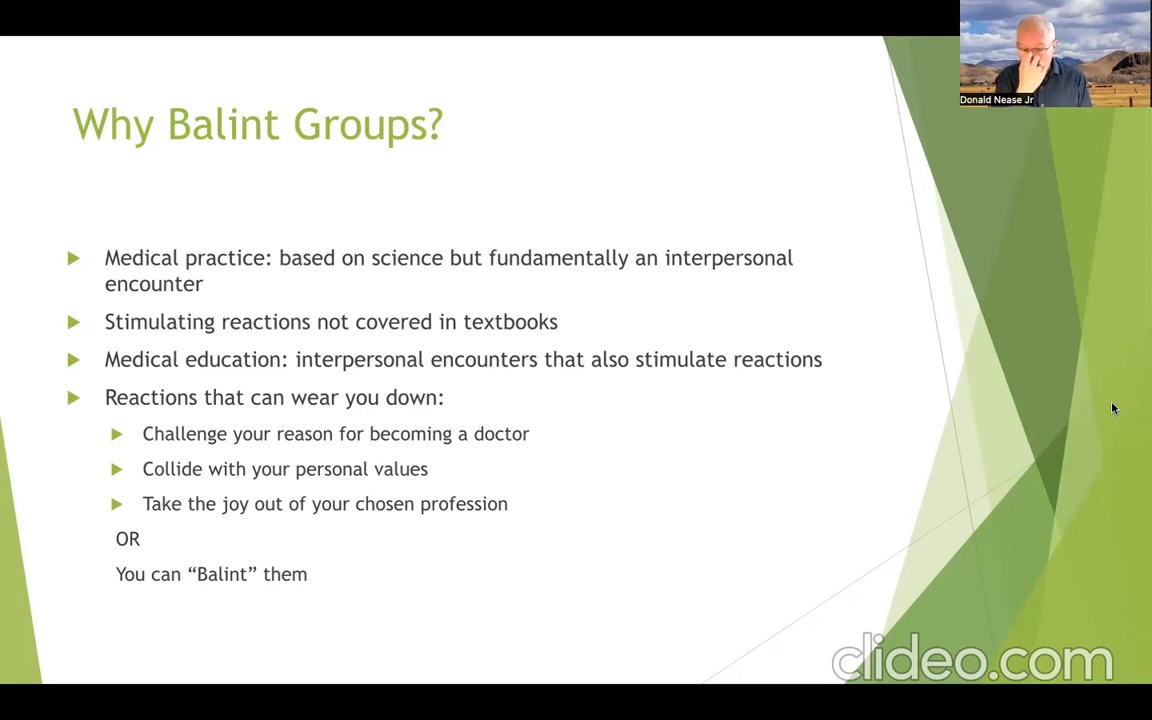 Donald Nease Jr
Why Balint Groups?
Medical practice: based on science but fundamentally an interpersonal
encounter
Stimulating reactions not covered in textbooks
Medical education: interpersonal encounters that also stimulate reactions
Reactions that can wear you down:
Challenge your reason for becoming a doctor
Collide with your personal values
Take the joy out of your chosen profession
OR
You can “Balint” them
clideo.com